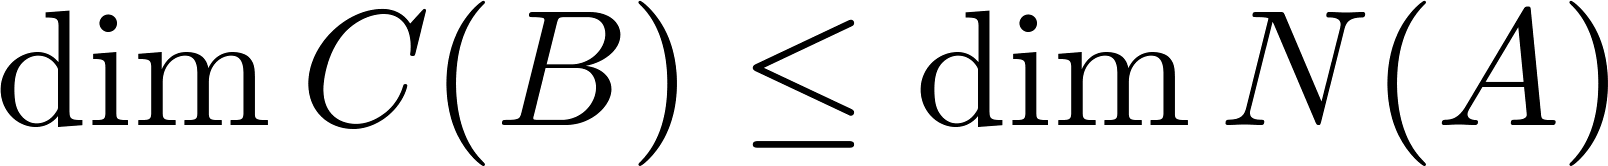 dim C(B) ≤ dim N(A)